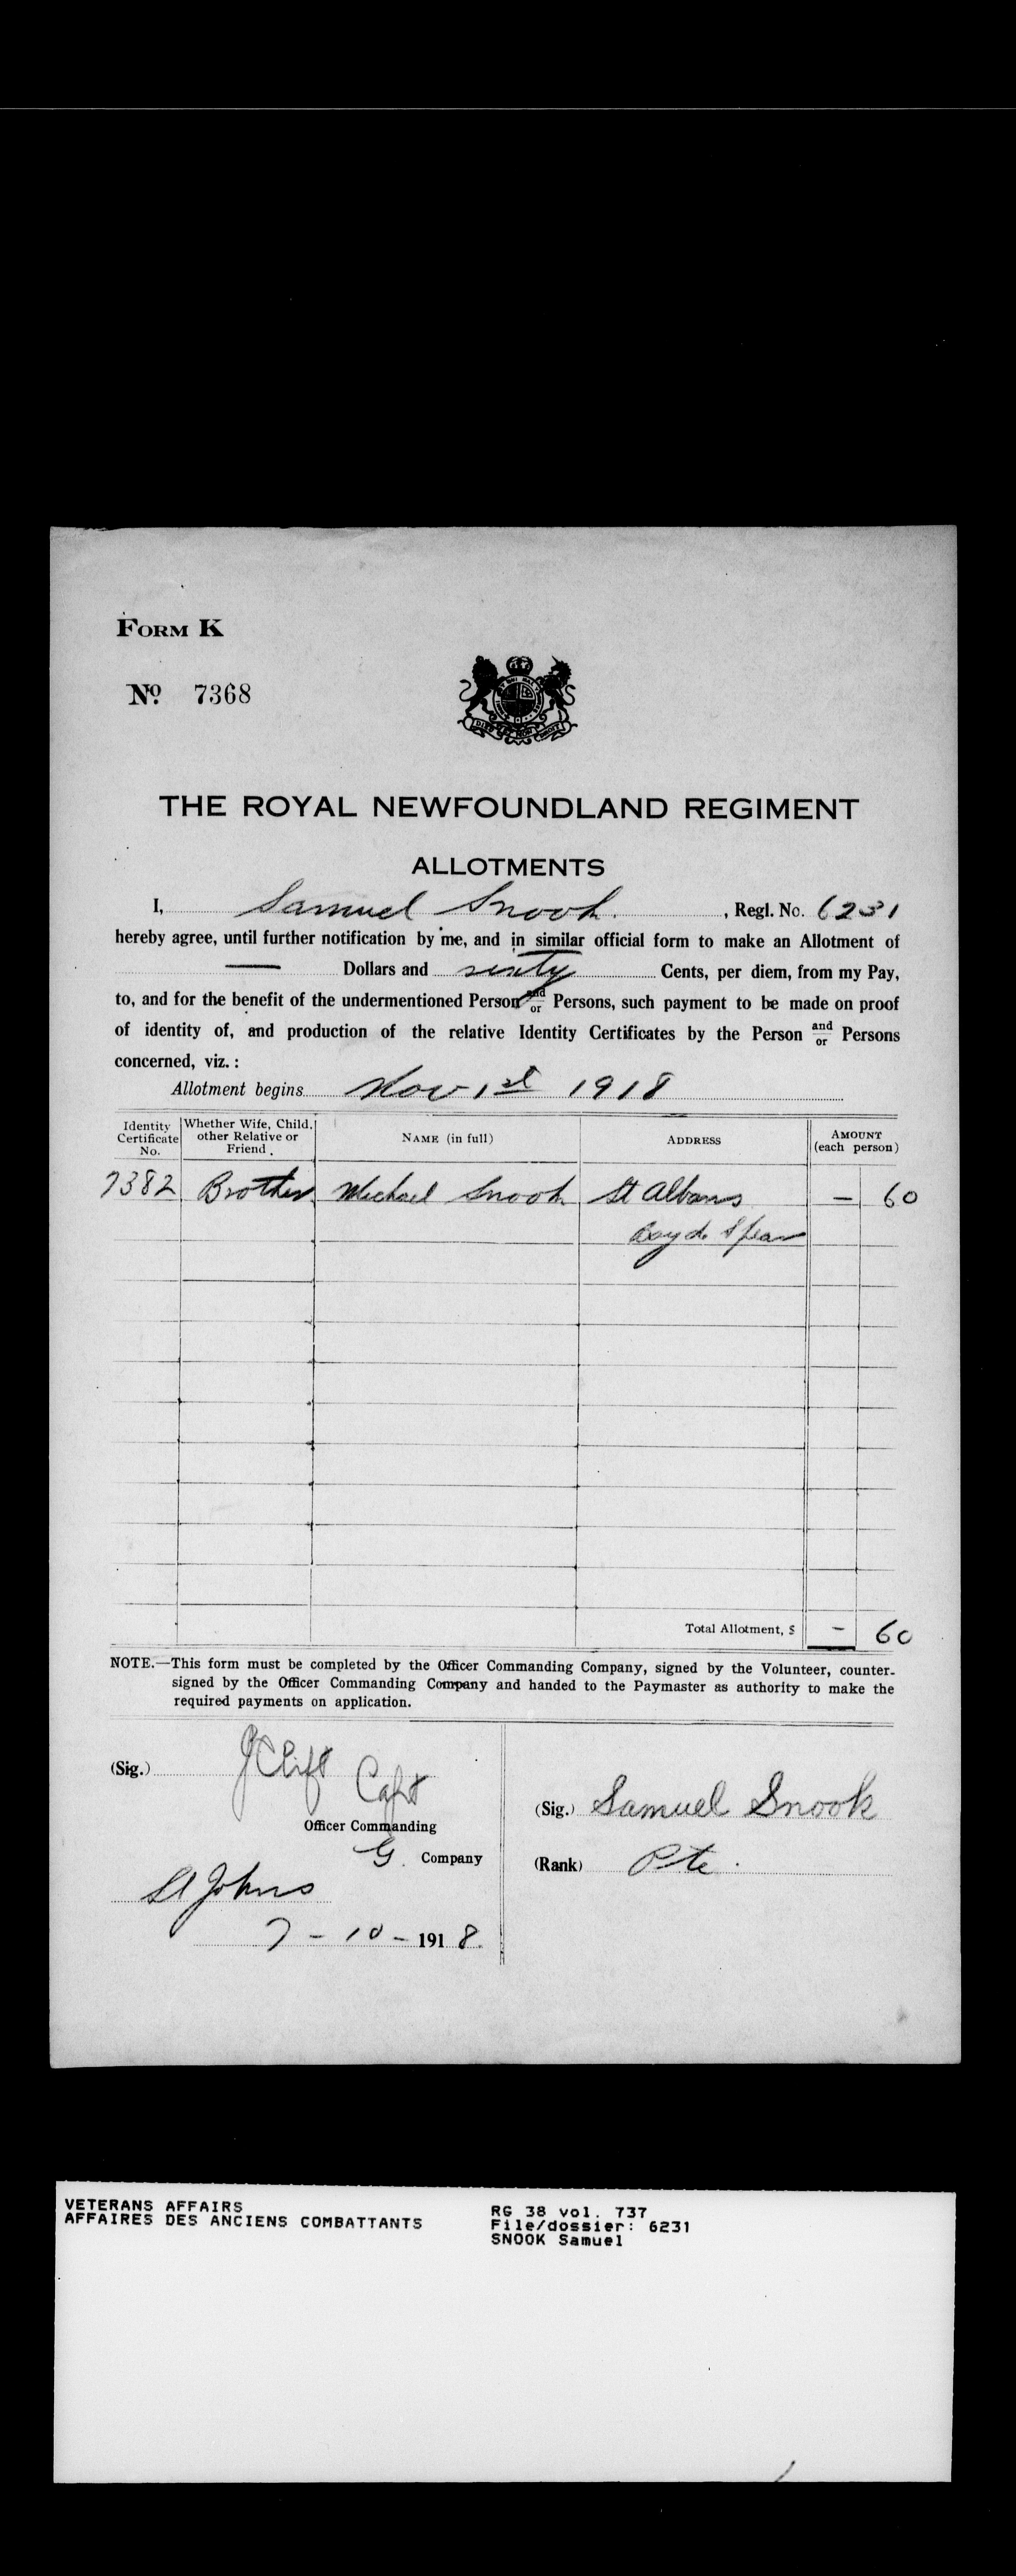 FORM K
No. 7368
DIEU ET MON DROIT
THE ROYAL NEWFOUNDLAND REGIMENT
ALLOTMENTS
I, Samuel Snook. , Regl. No. 6231
hereby agree, until further notification by me, and in similar official form to make an Allotment of
— Dollars and sixty Cents, per diem, from my Pay,
to, and for the benefit of the undermentioned Person and/or Persons, such payment to be made on proof
of identity of, and production of the relative Identity Certificates by the Person and/or Persons
concerned, viz. :
Allotment begins Nov 1st 1918
Identity Certificate No. Whether Wife, Child, other Relative or Friend. NAME (in full) ADDRESS AMOUNT (each person)
7382 Brother Michael Snook St Albans — 60
Bay de Spear
Total Allotment, $ — 60
NOTE.—This form must be completed by the Officer Commanding Company, signed by the Volunteer, counter-
signed by the Officer Commanding Company and handed to the Paymaster as authority to make the
required payments on application.
(Sig.) J Clift Capt
Officer Commanding
G. Company
St Johns
7 - 10 - 1918.
(Sig.) Samuel Snook
(Rank) Pte.
VETERANS AFFAIRS
AFFAIRES DES ANCIENS COMBATTANTS
RG 38 vol. 737
File/dossier: 6231
SNOOK Samuel